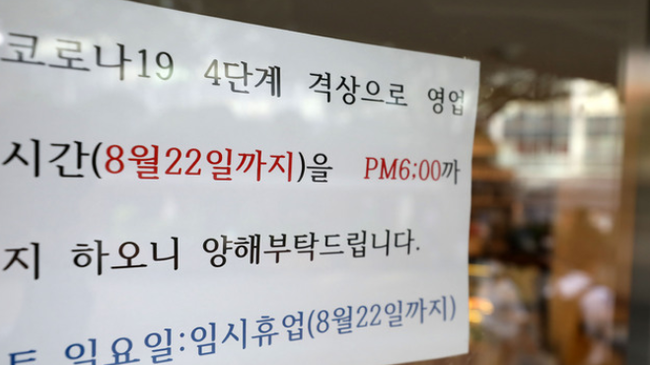 코로나19 4단계 격상으로 영업
시간(8월22일까지)을 PM6;00까
지 하오니 양해부탁드립니다.
일요일:임시휴업(8월22일까지)